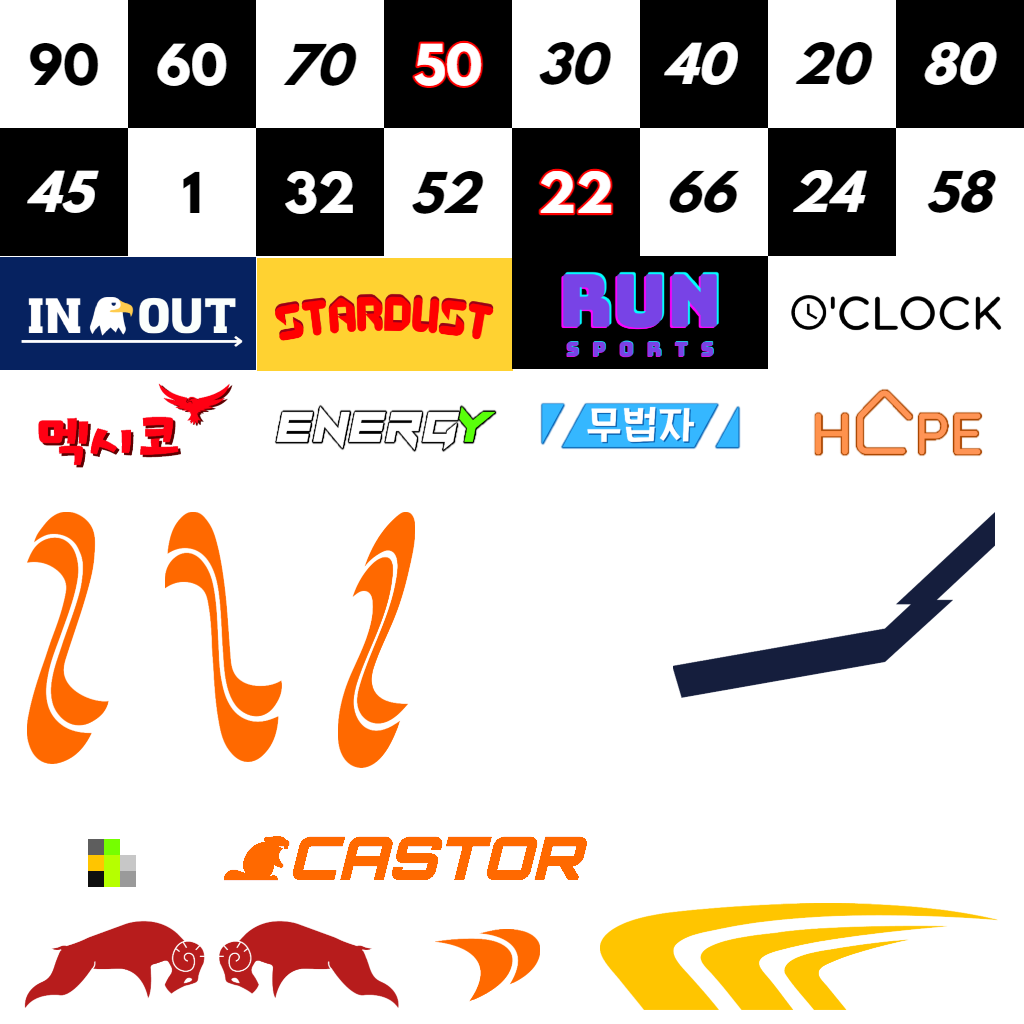 90 60 70 50 30 40 20 80
45 1 32 52 22 66 24 58
IN OUT STARDUST RUN O'CLOCK
SPORTS
멕시코 ENERGY 무법자 HOPE
CASTOR